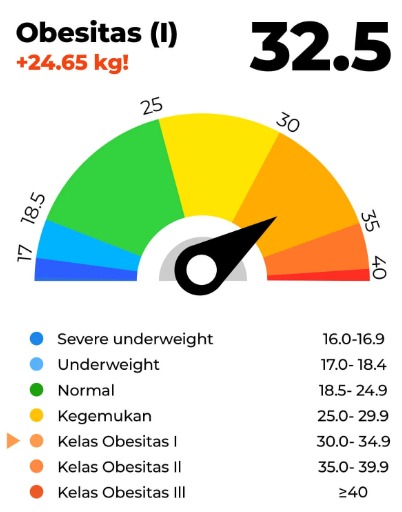 Obesitas (I)
32.5
+24.65 kg!
25
30
18.5
35
17
40
Severe underweight 16.0-16.9
Underweight 17.0- 18.4
Normal 18.5- 24.9
Kegemukan 25.0- 29.9
Kelas Obesitas I 30.0- 34.9
Kelas Obesitas II 35.0- 39.9
Kelas Obesitas III ≥40